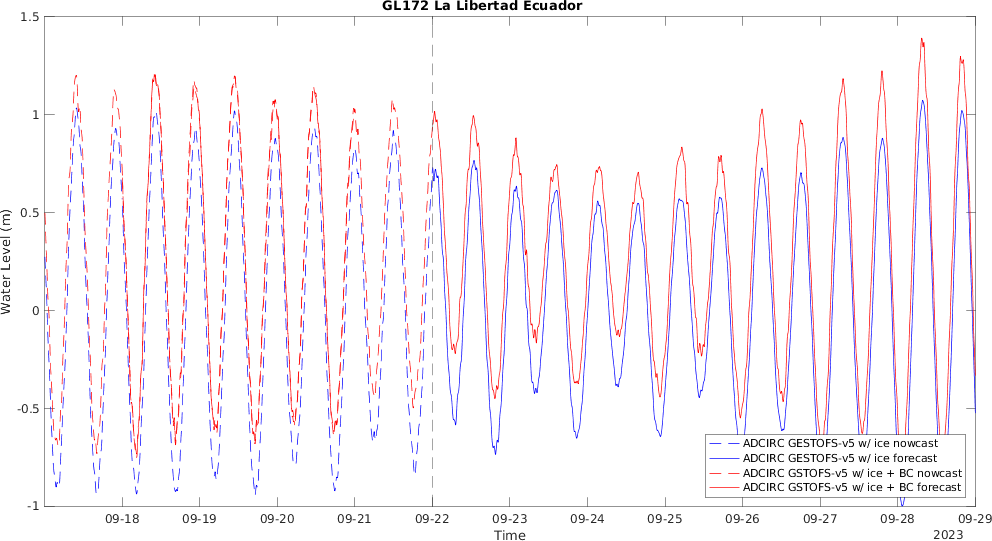 GL172 La Libertad Ecuador
1.5
1
0.5
0
-0.5
-1
Water Level (m)
09-18
09-19
09-20
09-21
09-22
09-23
09-24
09-25
09-26
09-27
09-28
09-29
Time
2023
ADCIRC GESTOFS-v5 w/ ice nowcast
ADCIRC GESTOFS-v5 w/ ice forecast
ADCIRC GSTOFS-v5 w/ ice + BC nowcast
ADCIRC GSTOFS-v5 w/ ice + BC forecast